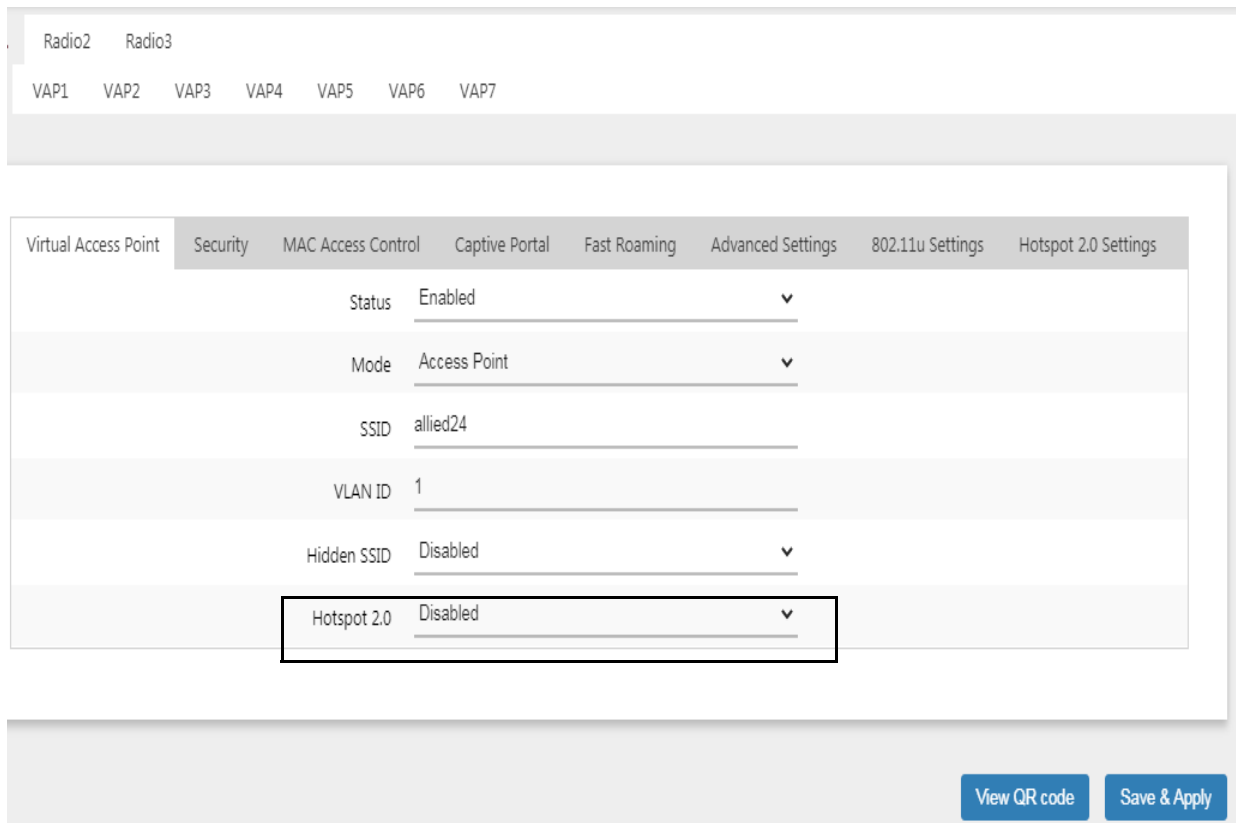 Radio2 Radio3
VAP1 VAP2 VAP3 VAP4 VAP5 VAP6 VAP7
Virtual Access Point Security MAC Access Control Captive Portal Fast Roaming Advanced Settings 802.11u Settings Hotspot 2.0 Settings
Status Enabled
Mode Access Point
SSID allied24
VLAN ID 1
Hidden SSID Disabled
Hotspot 2.0 Disabled
View QR code Save & Apply